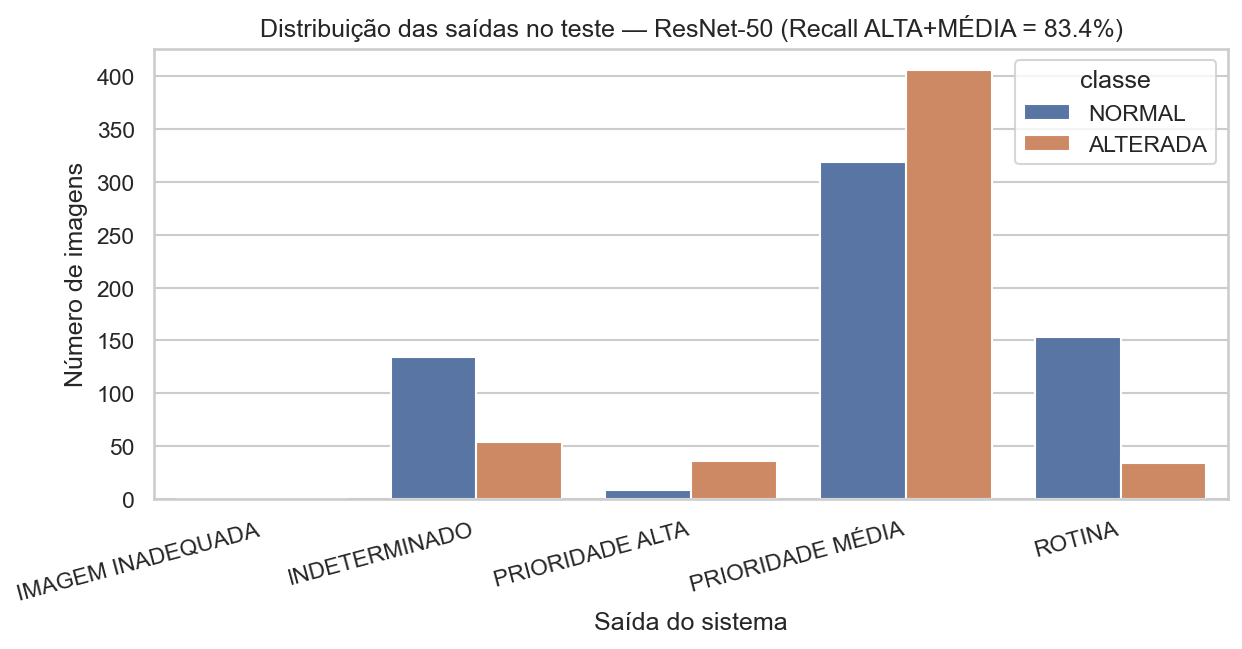 Distribuição das saídas no teste — ResNet-50 (Recall ALTA+MÉDIA = 83.4%)
classe
NORMAL
ALTERADA
Número de imagens
400
350
300
250
200
150
100
50
0
IMAGEM INADEQUADA
INDETERMINADO
PRIORIDADE ALTA
PRIORIDADE MÉDIA
ROTINA
Saída do sistema